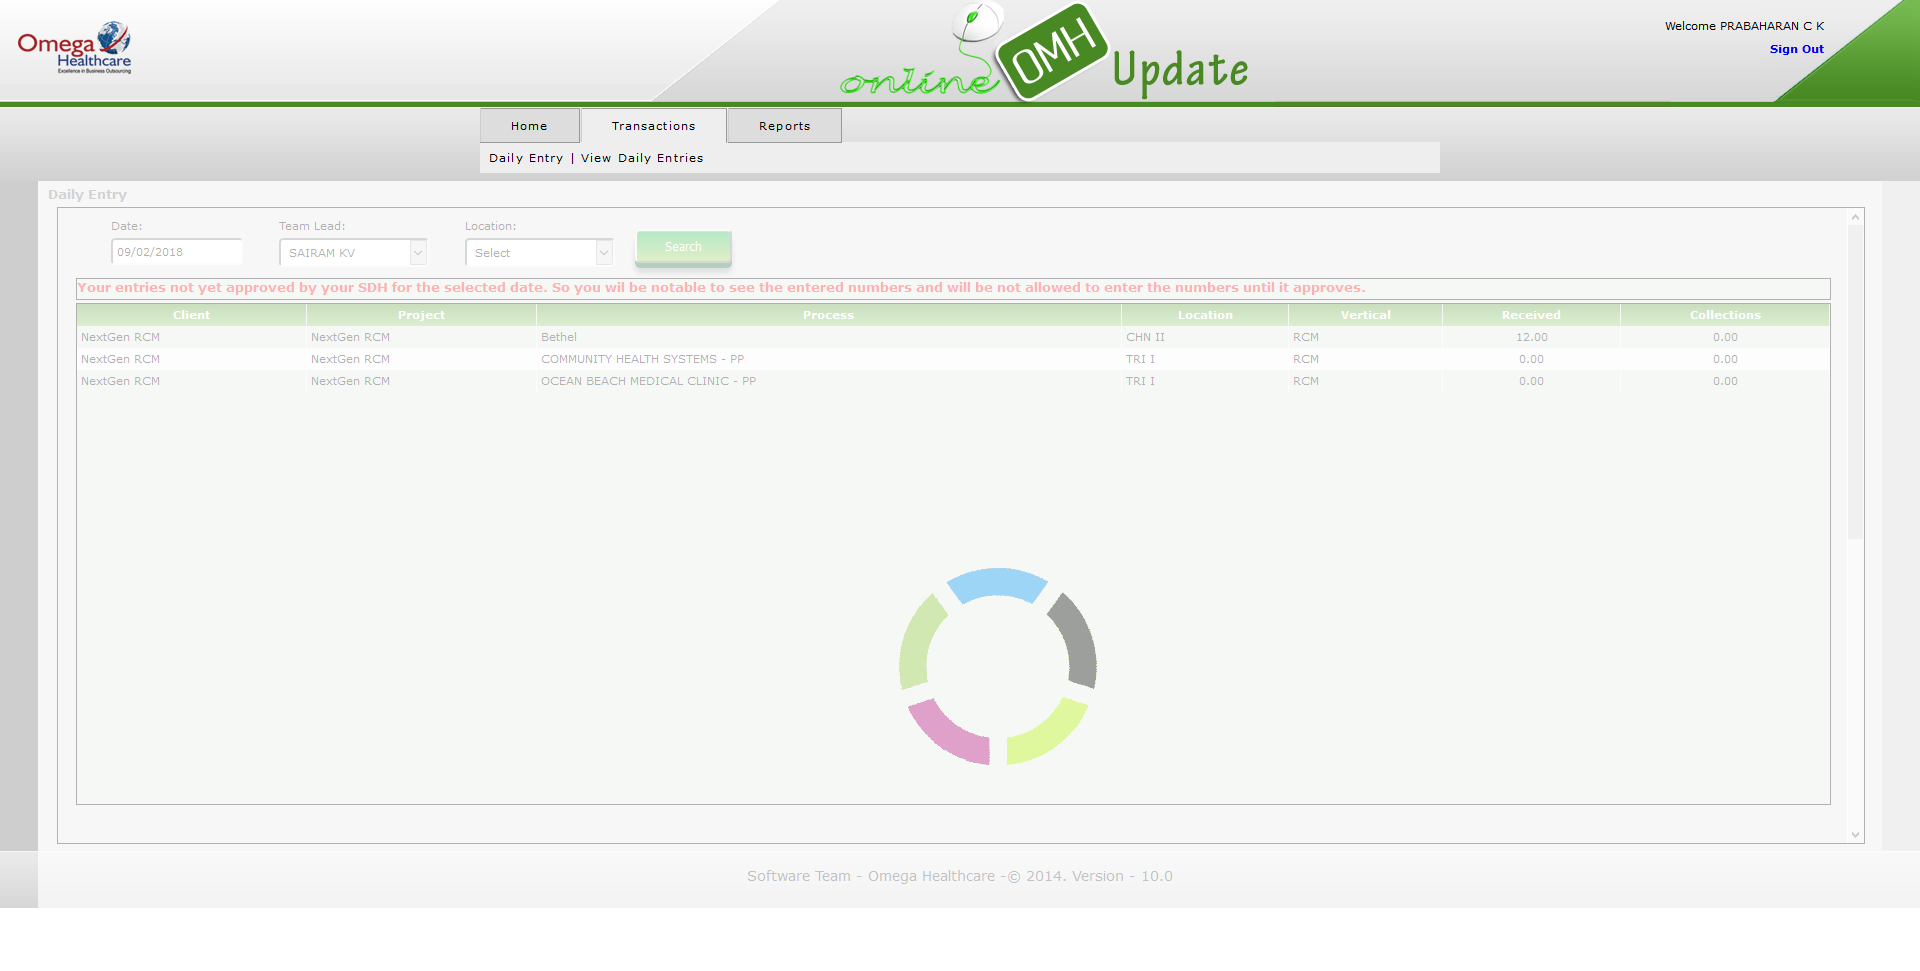 Omega
Healthcare
Excellence in Business Outsourcing
online OMH Update
Welcome PRABAHARAN C K
Sign Out
Home Transactions Reports
Daily Entry | View Daily Entries
Daily Entry
Date: Team Lead: Location:
09/02/2018 SAIRAM KV Select Search
Your entries not yet approved by your SDH for the selected date. So you wil be notable to see the entered numbers and will be not allowed to enter the numbers until it approves.
Client Project Process Location Vertical Received Collections
NextGen RCM NextGen RCM Bethel CHN II RCM 12.00 0.00
NextGen RCM NextGen RCM COMMUNITY HEALTH SYSTEMS - PP TRI I RCM 0.00 0.00
NextGen RCM NextGen RCM OCEAN BEACH MEDICAL CLINIC - PP TRI I RCM 0.00 0.00
Software Team - Omega Healthcare -© 2014. Version - 10.0